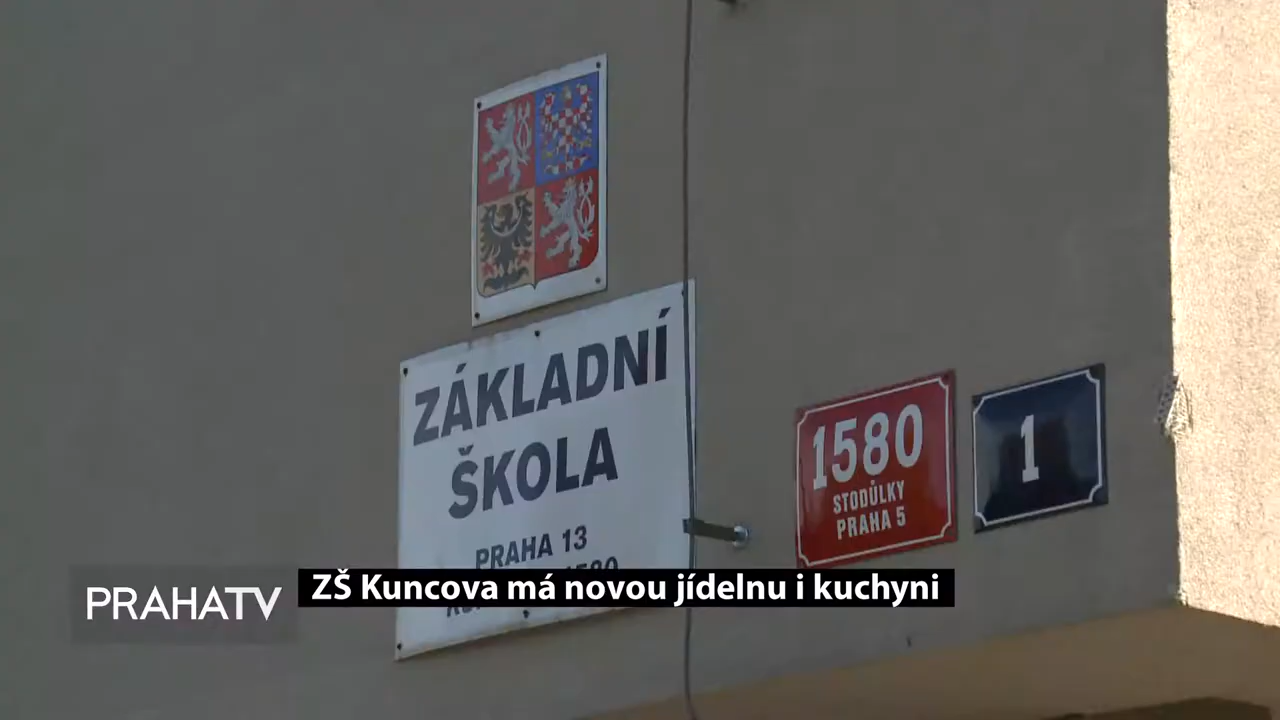 ZÁKLADNÍ
ŠKOLA
PRAHA 13
1580
STODŮLKY
PRAHA 5
1
PRAHATV
ZŠ Kuncova má novou jídelnu i kuchyni